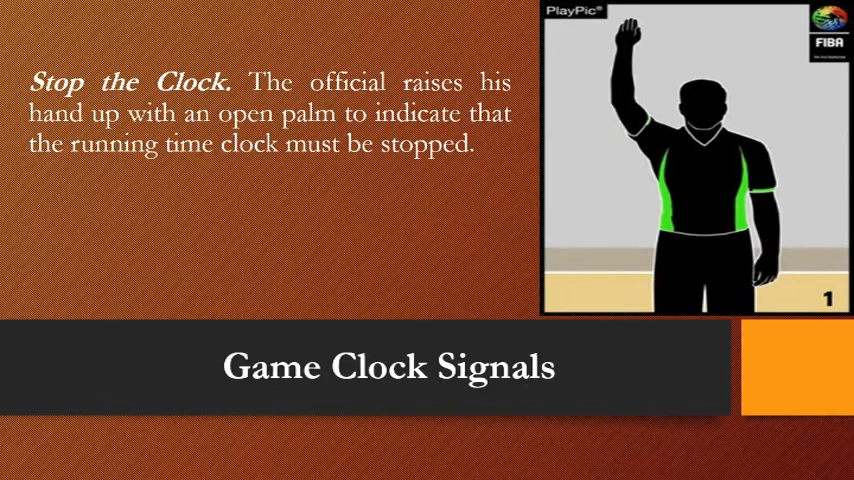 PlayPic®
FIBA
Stop the Clock. The official raises his
hand up with an open palm to indicate that
the running time clock must be stopped.
1
Game Clock Signals